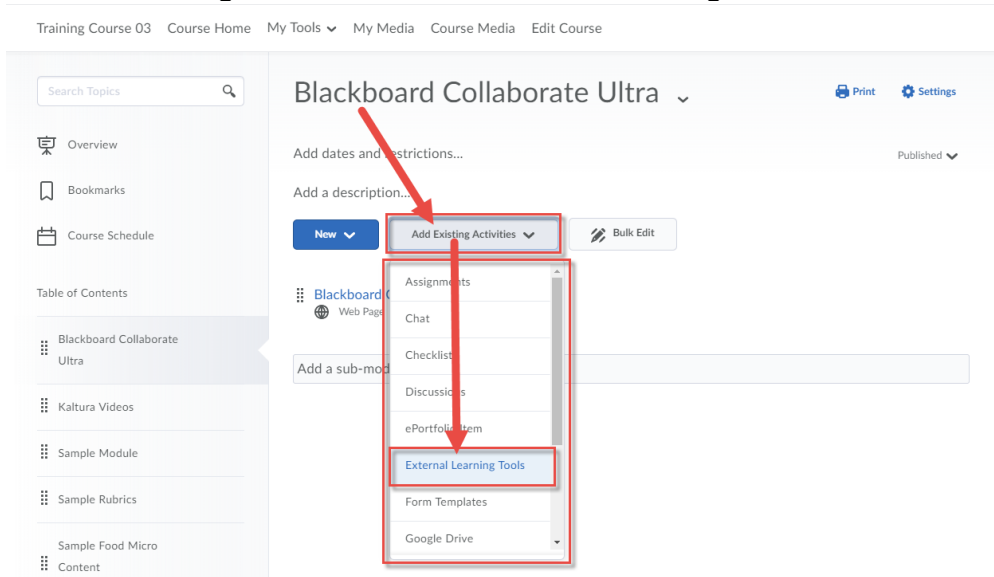 Training Course 03 Course Home My Tools My Media Course Media Edit Course
Search Topics
Overview
Bookmarks
Course Schedule
Table of Contents
Blackboard Collaborate
Ultra
Kaltura Videos
Sample Module
Sample Rubrics
Sample Food Micro
Content
Blackboard Collaborate Ultra
Print Settings
Add dates and restrictions...
Published
Add a description...
New Add Existing Activities Bulk Edit
Blackboard
Web Page
Add a sub-mod
Assignments
Chat
Checklist
Discussions
ePortfolio Item
External Learning Tools
Form Templates
Google Drive